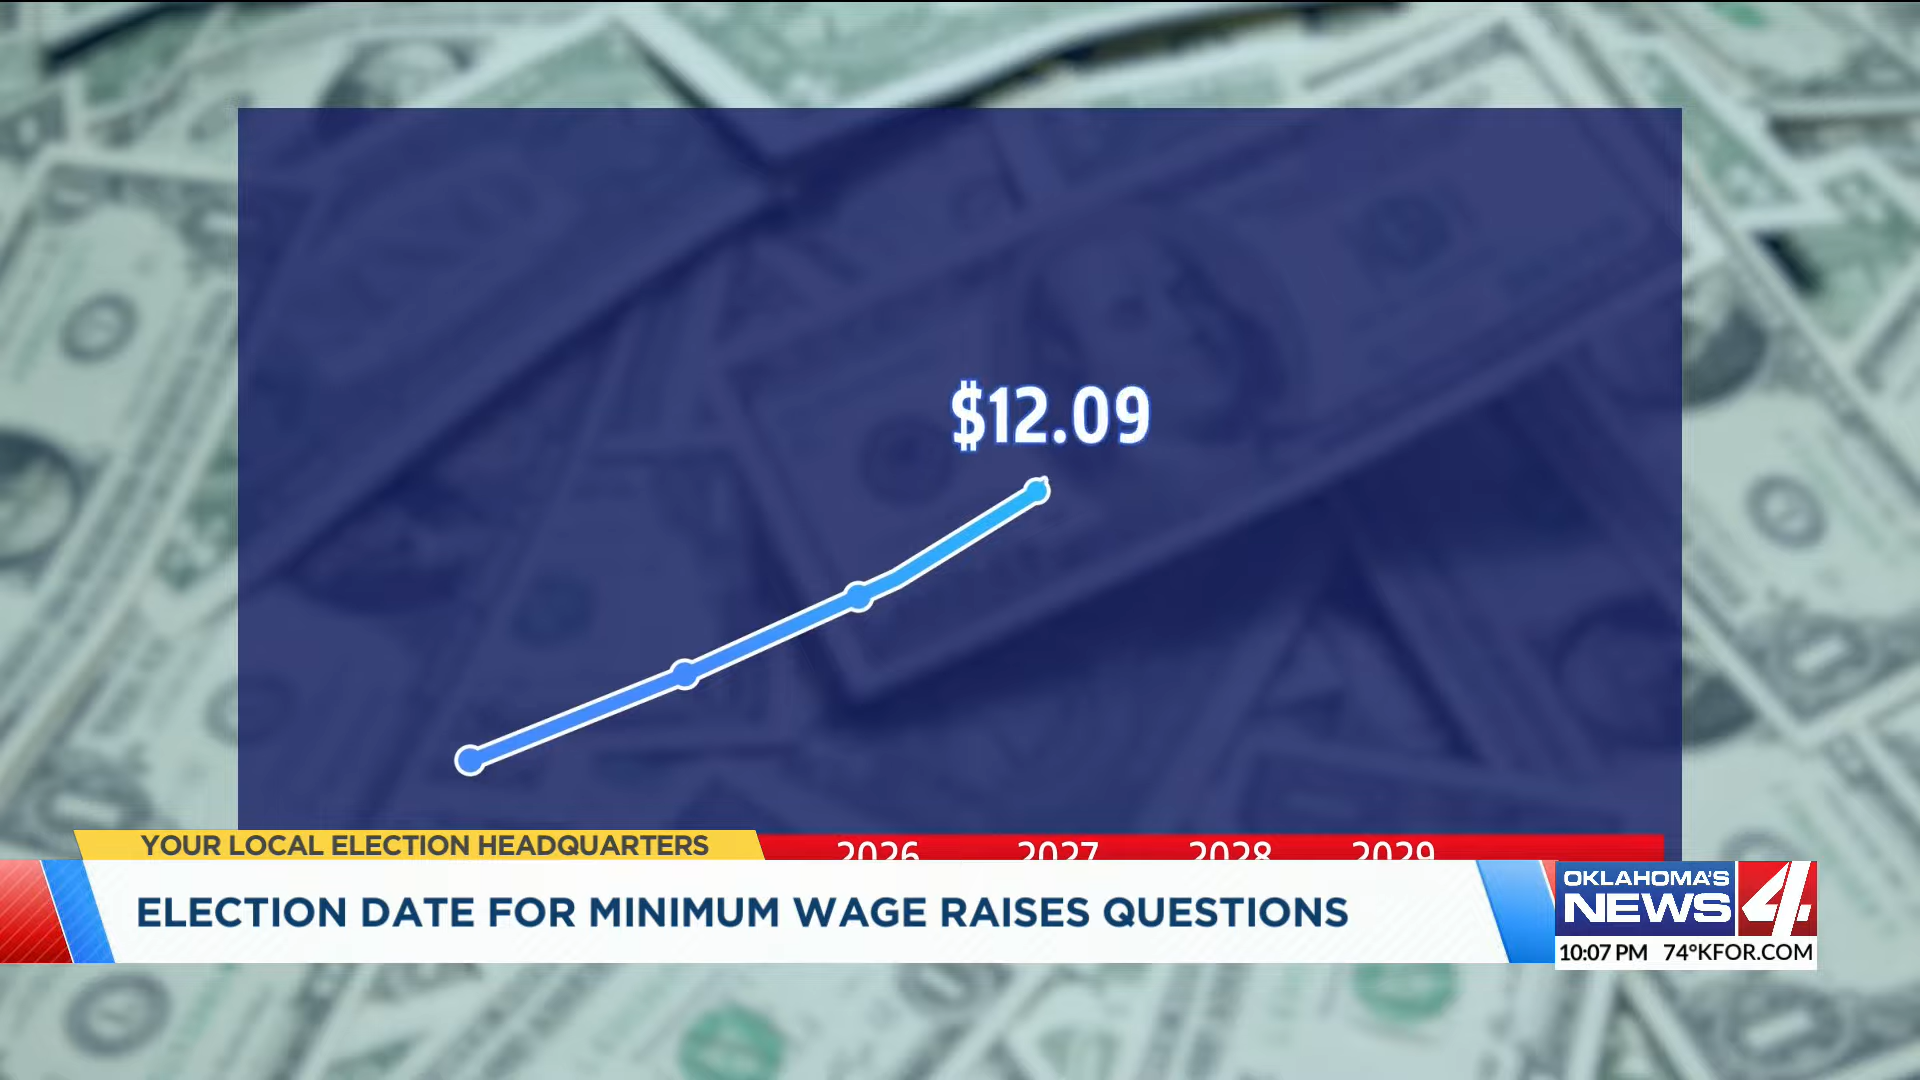 $12.09
YOUR LOCAL ELECTION HEADQUARTERS
2026 2027 2028 2029
ELECTION DATE FOR MINIMUM WAGE RAISES QUESTIONS
OKLAHOMA'S
NEWS 4
10:07 PM 74° KFOR.COM